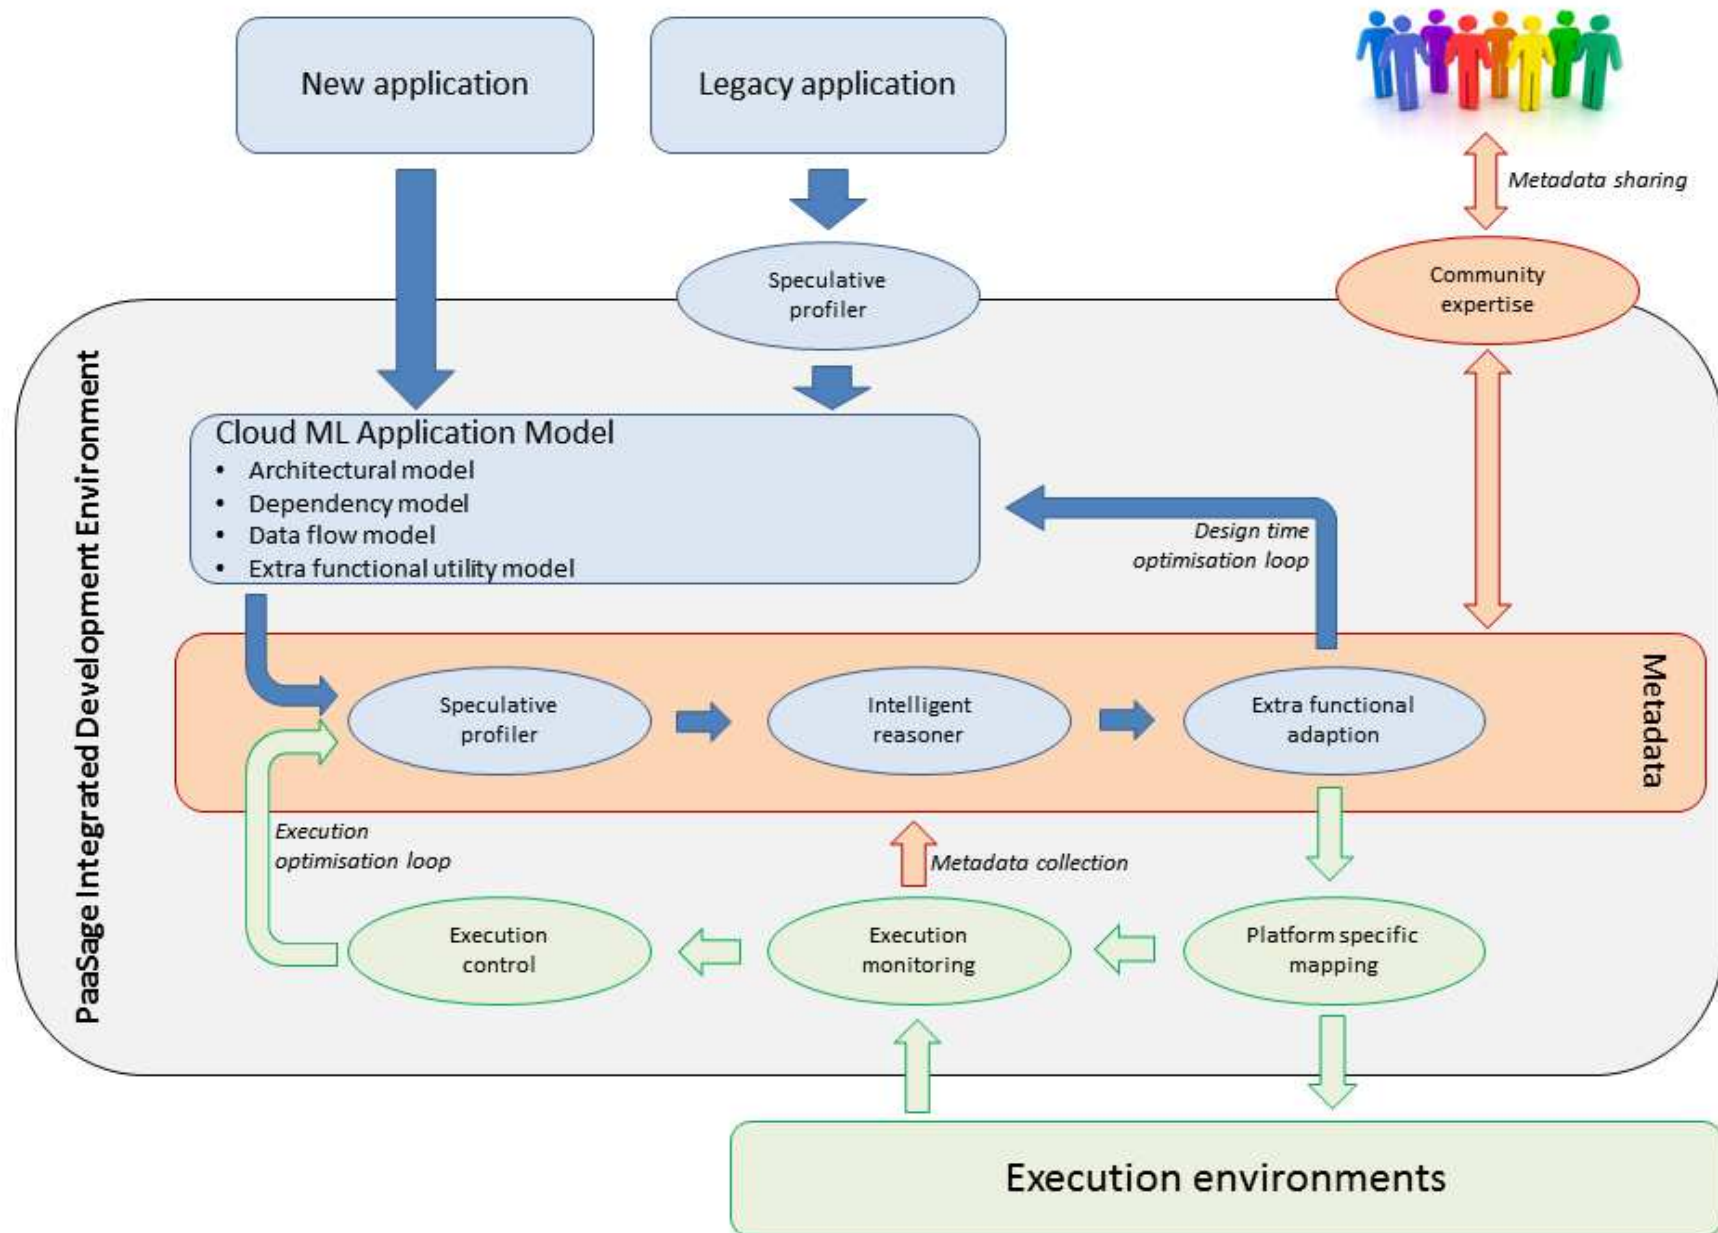 New application
Legacy application
Metadata sharing
Speculative
profiler
Community
expertise
PaaSage Integrated Development Environment
Cloud ML Application Model
• Architectural model
• Dependency model
• Data flow model
• Extra functional utility model
Design time
optimisation loop
Speculative
profiler
Intelligent
reasoner
Extra functional
adaption
Metadata
Execution
optimisation loop
Metadata collection
Execution
control
Execution
monitoring
Platform specific
mapping
Execution environments